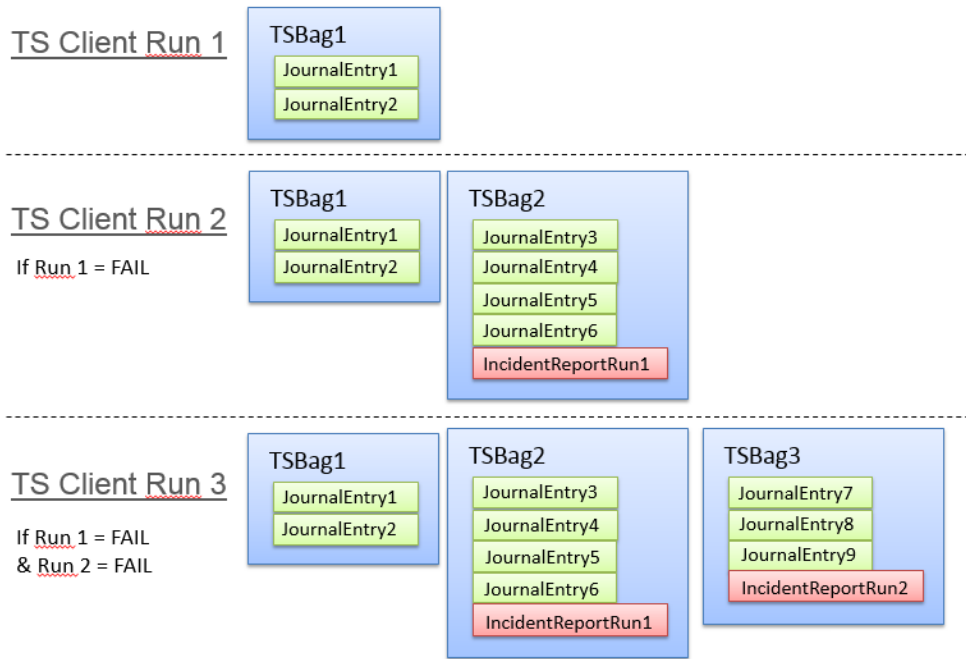 TS Client Run 1
TSBag1
JournalEntry1
JournalEntry2
TS Client Run 2
If Run 1 = FAIL
TSBag1
JournalEntry1
JournalEntry2
TSBag2
JournalEntry3
JournalEntry4
JournalEntry5
JournalEntry6
IncidentReportRun1
TS Client Run 3
If Run 1 = FAIL
& Run 2 = FAIL
TSBag1
JournalEntry1
JournalEntry2
TSBag2
JournalEntry3
JournalEntry4
JournalEntry5
JournalEntry6
IncidentReportRun1
TSBag3
JournalEntry7
JournalEntry8
JournalEntry9
IncidentReportRun2